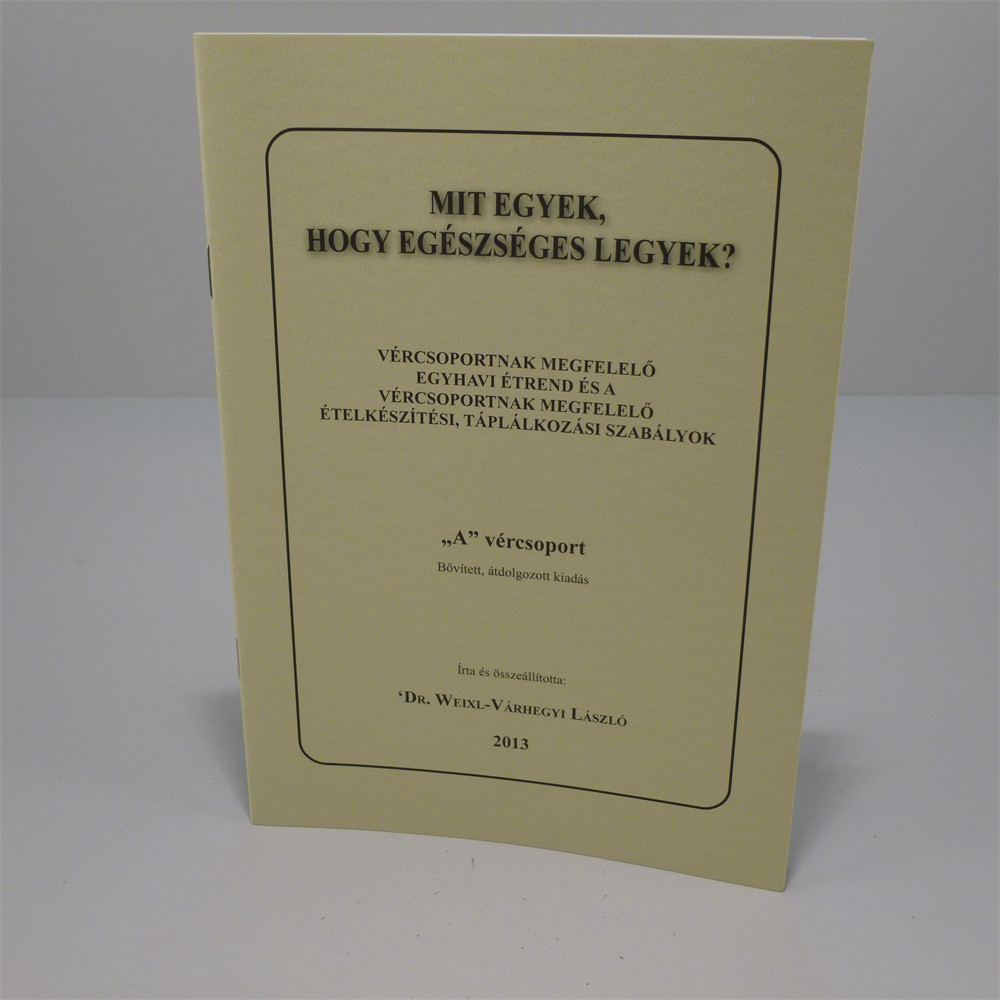 MIT EGYEK,
HOGY EGÉSZSÉGES LEGYEK?
VÉRCSOPORTNAK MEGFELELŐ
EGYHAVI ÉTREND ÉS A
VÉRCSOPORTNAK MEGFELELŐ
ÉTELKÉSZÍTÉSI, TÁPLÁLKOZÁSI SZABÁLYOK
„A” vércsoport
Bővített, átdolgozott kiadás
Írta és összeállította:
‘DR. WEIXL-VÁRHEGYI LÁSZLÓ
2013